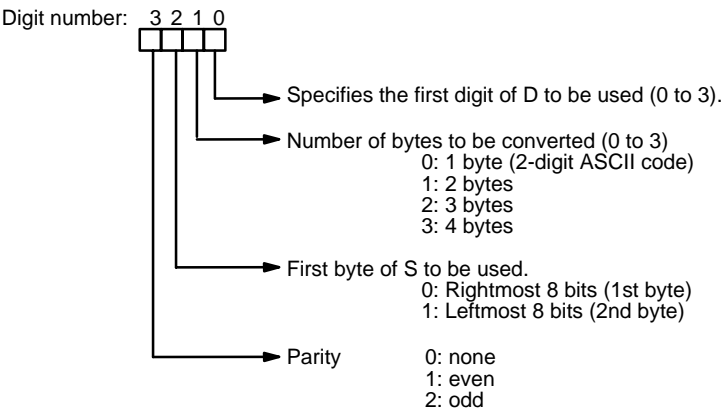 Digit number: 3 2 1 0
Specifies the first digit of D to be used (0 to 3).
Number of bytes to be converted (0 to 3)
0: 1 byte (2-digit ASCII code)
1: 2 bytes
2: 3 bytes
3: 4 bytes
First byte of S to be used.
0: Rightmost 8 bits (1st byte)
1: Leftmost 8 bits (2nd byte)
Parity 0: none
1: even
2: odd